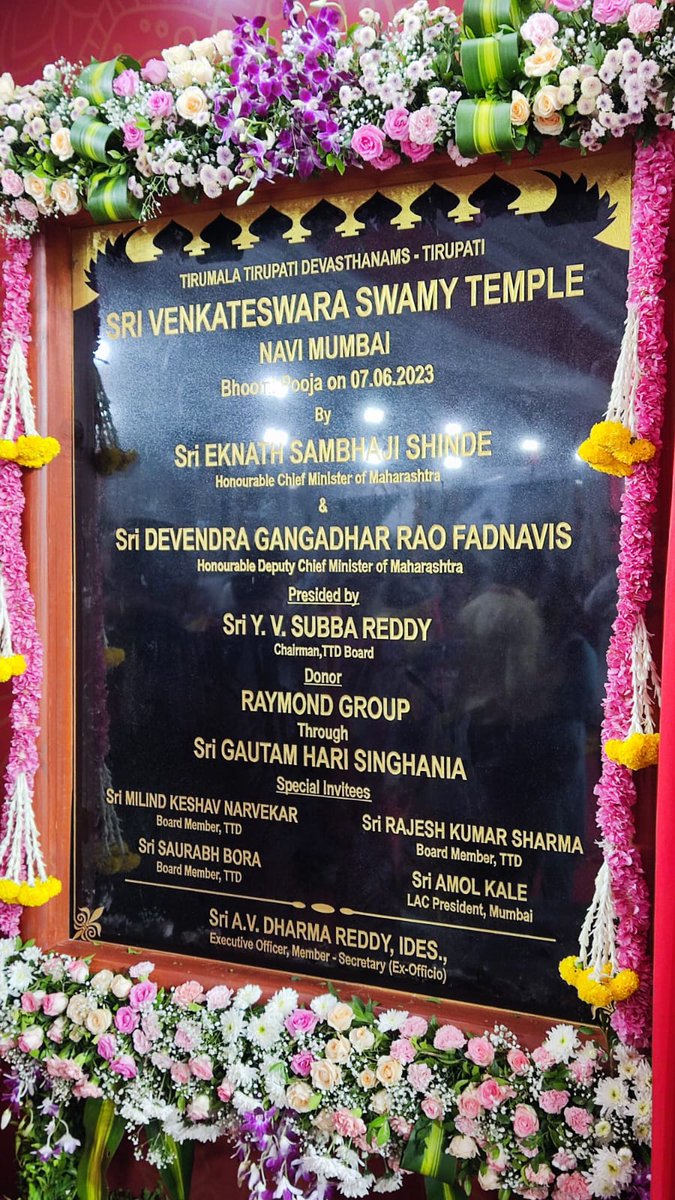 TIRUMALA TIRUPATI DEVASTHANAMS - TIRUPATI
SRI VENKATESWARA SWAMY TEMPLE
NAVI MUMBAI
Bhoomi Pooja on 07.06.2023
By
Sri EKNATH SAMBHAJI SHINDE
Honourable Chief Minister of Maharashtra
&
Sri DEVENDRA GANGADHAR RAO FADNAVIS
Honourable Deputy Chief Minister of Maharashtra
Presided by
Sri Y. V. SUBBA REDDY
Chairman,TTD Board
Donor
RAYMOND GROUP
Through
Sri GAUTAM HARI SINGHANIA
Special Invitees
Sri MILIND KESHAV NARVEKAR
Board Member, TTD
Sri SAURABH BORA
Board Member, TTD
Sri RAJESH KUMAR SHARMA
Board Member, TTD
Sri AMOL KALE
LAC President, Mumbai
Sri A.V. DHARMA REDDY, IDES.,
Executive Officer, Member - Secretary (Ex-Officio)